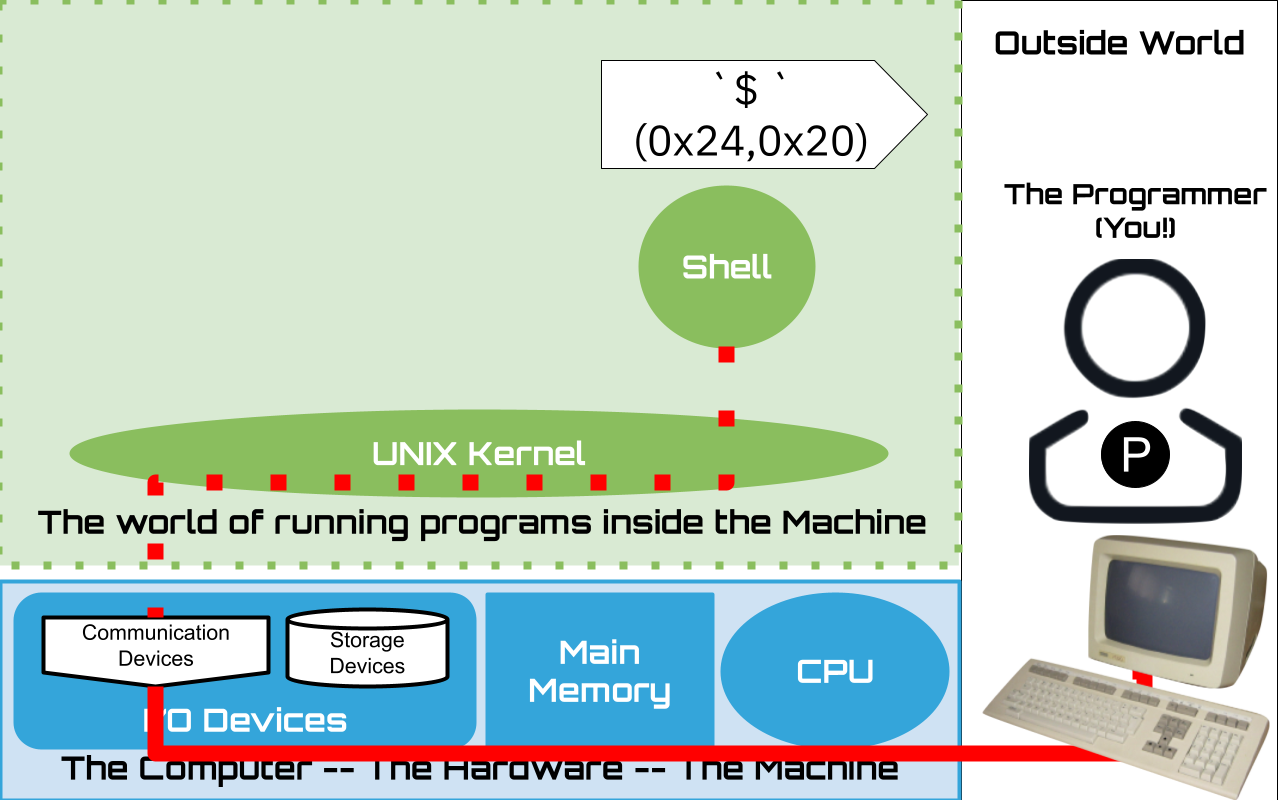 Outside World
` $ `
(0x24,0x20)
The Programmer
(You!)
Shell
P
UNIX Kernel
The world of running programs inside the Machine
Communication
Devices
Storage
Devices
I/O Devices
Main
Memory
CPU
The Computer -- The Hardware -- The Machine